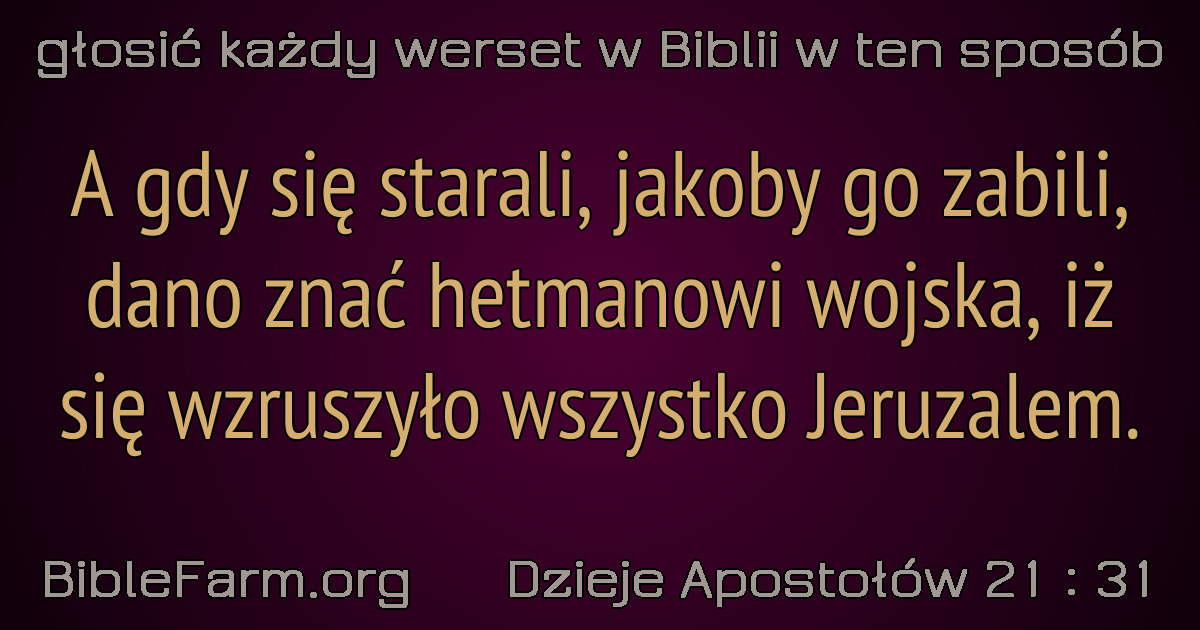 głosić każdy werset w Biblii w ten sposób
A gdy się starali, jakoby go zabili,
dano znać hetmanowi wojska, iż
się wzruszyło wszystko Jeruzalem.
BibleFarm.org Dzieje Apostołów 21 : 31